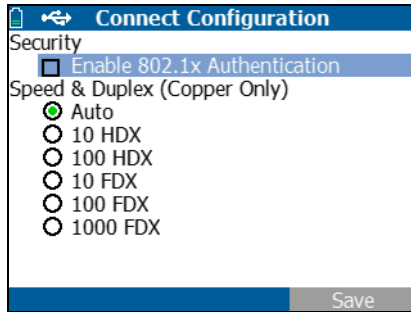 Connect Configuration
Security
Enable 802.1x Authentication
Speed & Duplex (Copper Only)
Auto
10 HDX
100 HDX
10 FDX
100 FDX
1000 FDX
Save